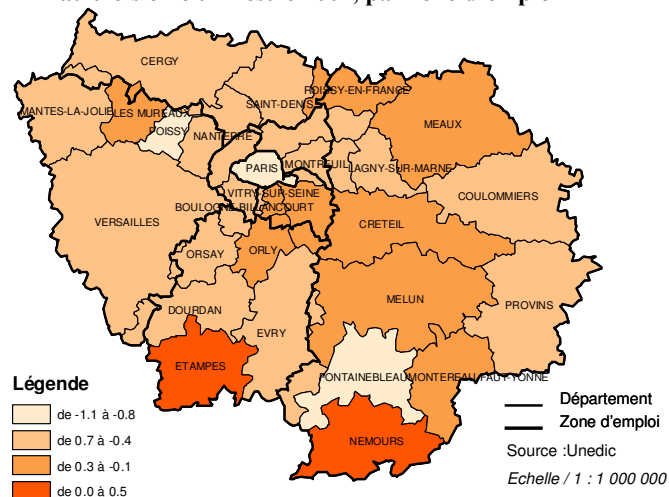 CERGY
ROISSY-EN-FRANCE
MANTES-LA-JOLIE
LES MUREAUX
SAINT-DENIS
MEAUX
POISSY
NANTERRE
PARIS
MONTREUIL
LAGNY-SUR-MARNE
VITRY-SUR-SEINE
COULOMMIERS
BOULOGNE-BILLANCOURT
VERSAILLES
CRETEIL
ORSAY
ORLY
MELUN
PROVINS
DOURDAN
EVRY
ETAMPES
FONTAINEBLEAU
MONTEREAU-FAUT-YONNE
NEMOURS
Légende
de -1.1 à -0.8
de 0.7 à -0.4
de 0.3 à -0.1
de 0.0 à 0.5
Département
Zone d'emploi
Source :Unedic
Echelle / 1 : 1 000 000